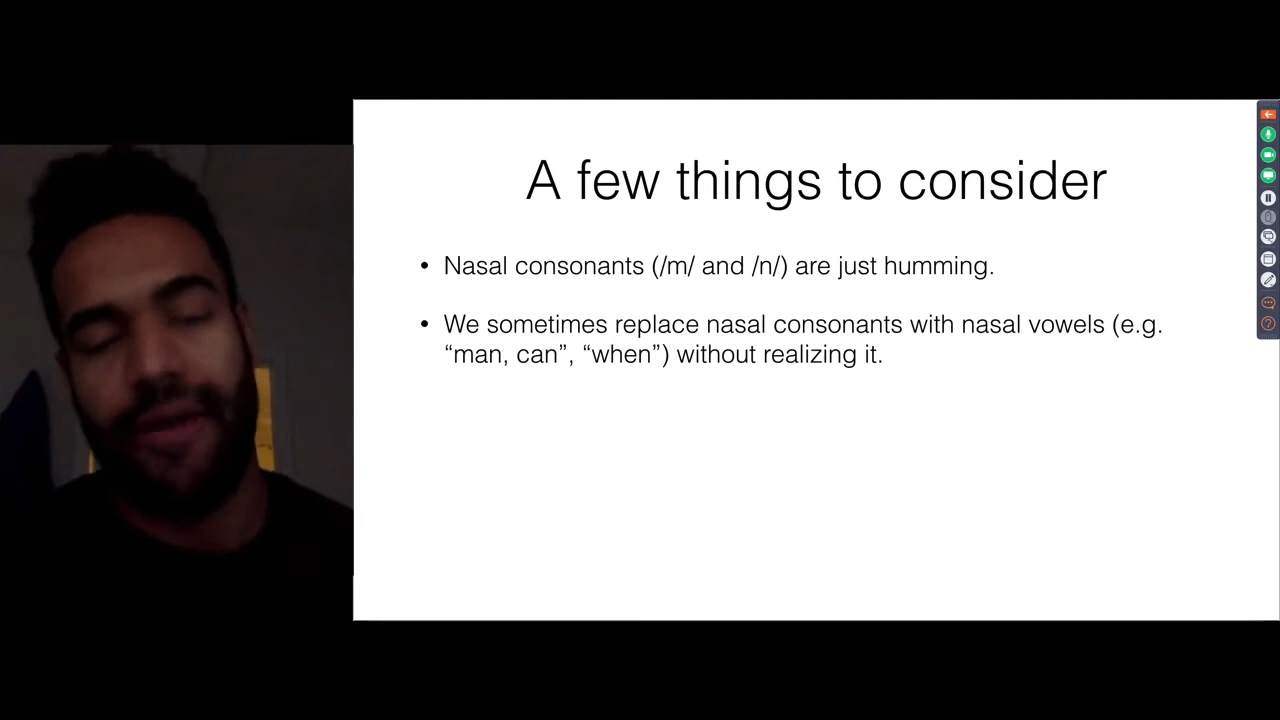 A few things to consider
• Nasal consonants (/m/ and /n/) are just humming.
• We sometimes replace nasal consonants with nasal vowels (e.g.
“man, can”, “when”) without realizing it.